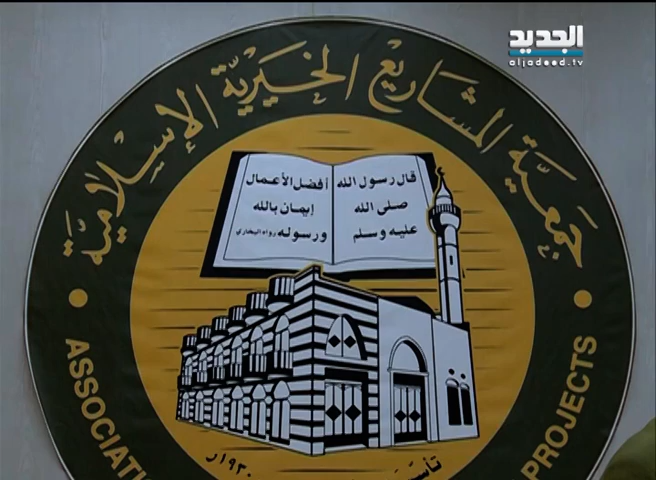 الجديد
aljadeed.tv
جمعية المشاريع الخيرية الإسلامية
قال رسول الله
صلى الله
عليه وسلم
أفضل الأعمال
إيمان بالله
ورسوله رواه البخاري
١٩٣٠ر
ASSOCIATI
PROJECTS